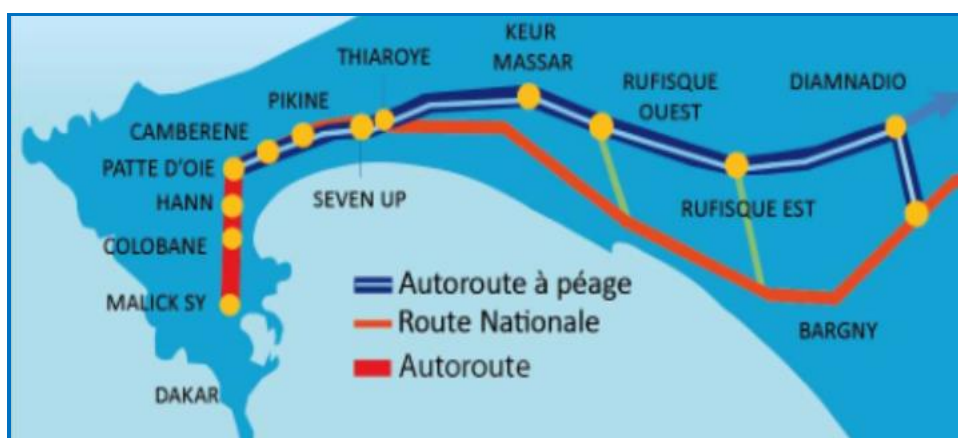 KEUR
MASSAR
THIAROYE
RUFISQUE
OUEST
DIAMNADIO
PIKINE
CAMBERENE
PATTE D'OIE
HANN
SEVEN UP
RUFISQUE EST
COLOBANE
MALICK SY
Autoroute à péage
Route Nationale
BARGNY
Autoroute
DAKAR